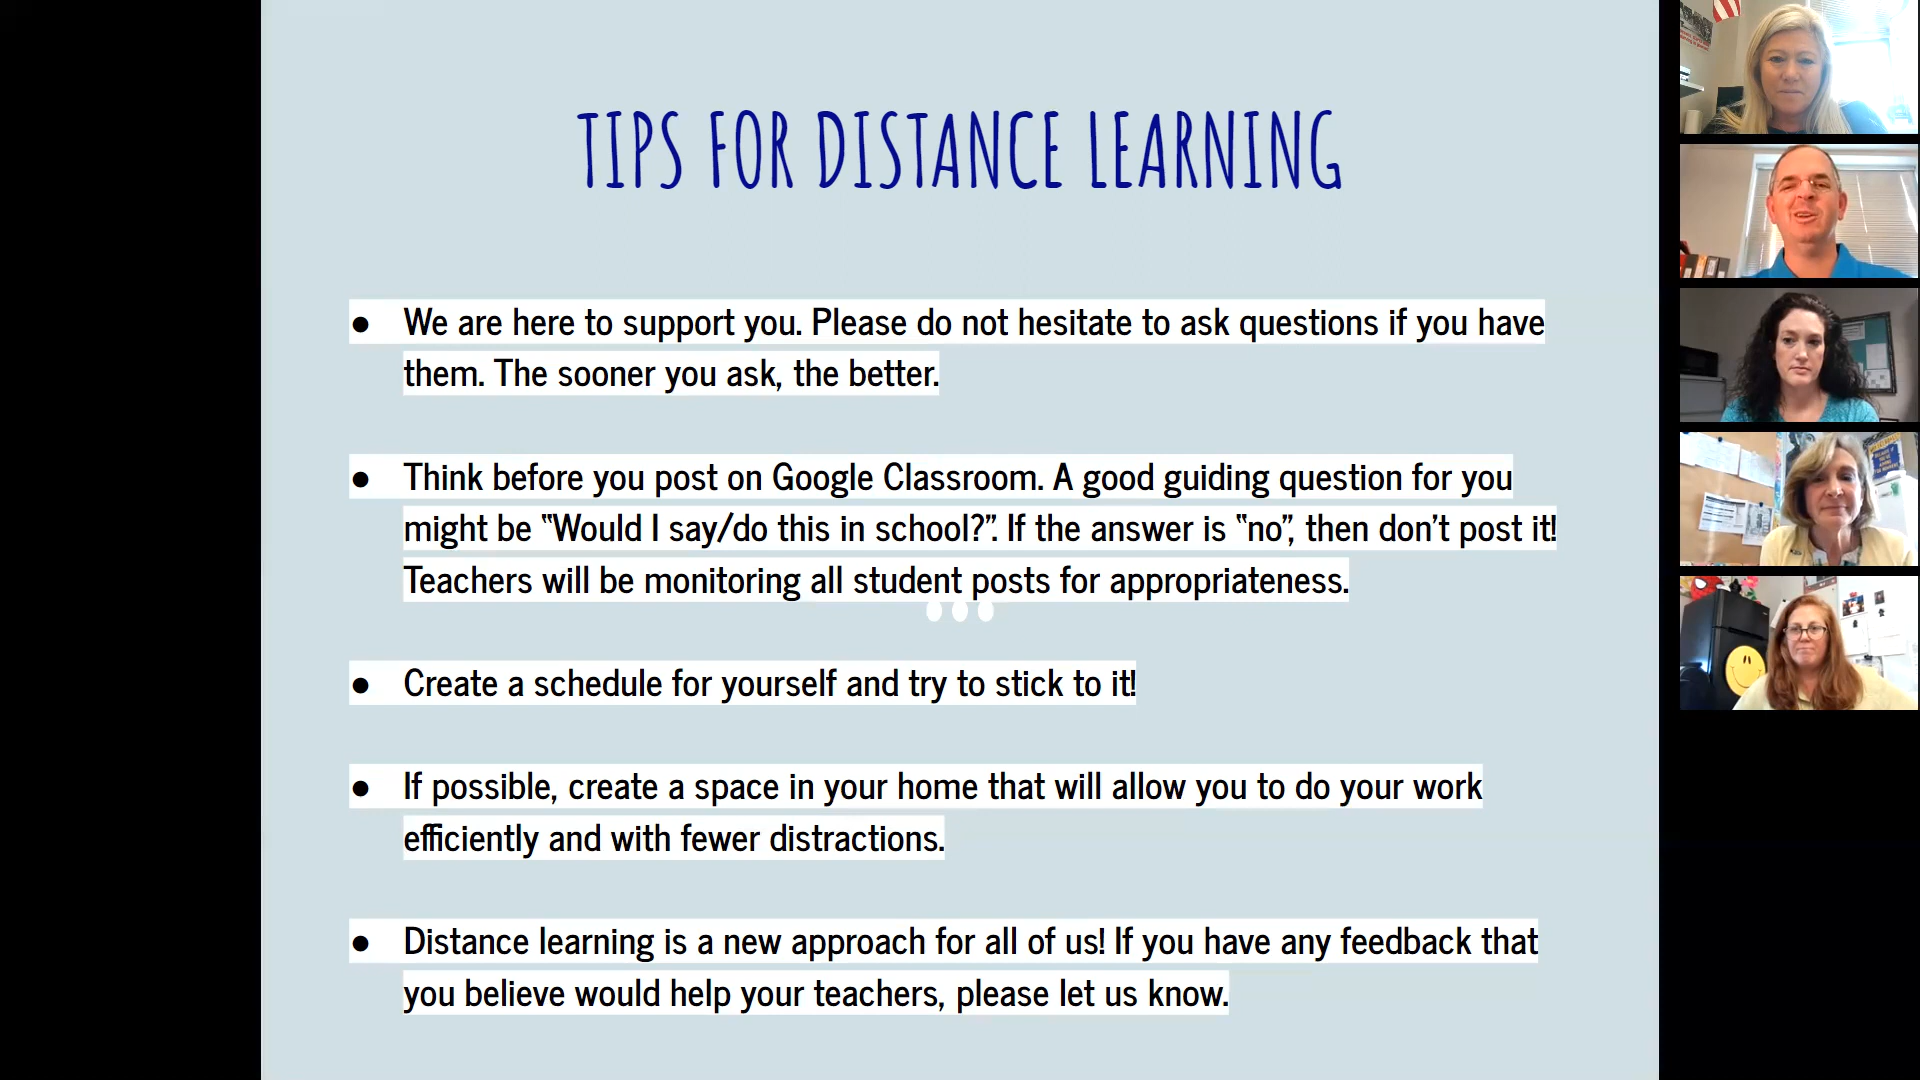 TIPS FOR DISTANCE LEARNING
● We are here to support you. Please do not hesitate to ask questions if you have
them. The sooner you ask, the better.
● Think before you post on Google Classroom. A good guiding question for you
might be “Would I say/do this in school?”. If the answer is “no”, then don’t post it!
Teachers will be monitoring all student posts for appropriateness.
● Create a schedule for yourself and try to stick to it!
● If possible, create a space in your home that will allow you to do your work
efficiently and with fewer distractions.
● Distance learning is a new approach for all of us! If you have any feedback that
you believe would help your teachers, please let us know.